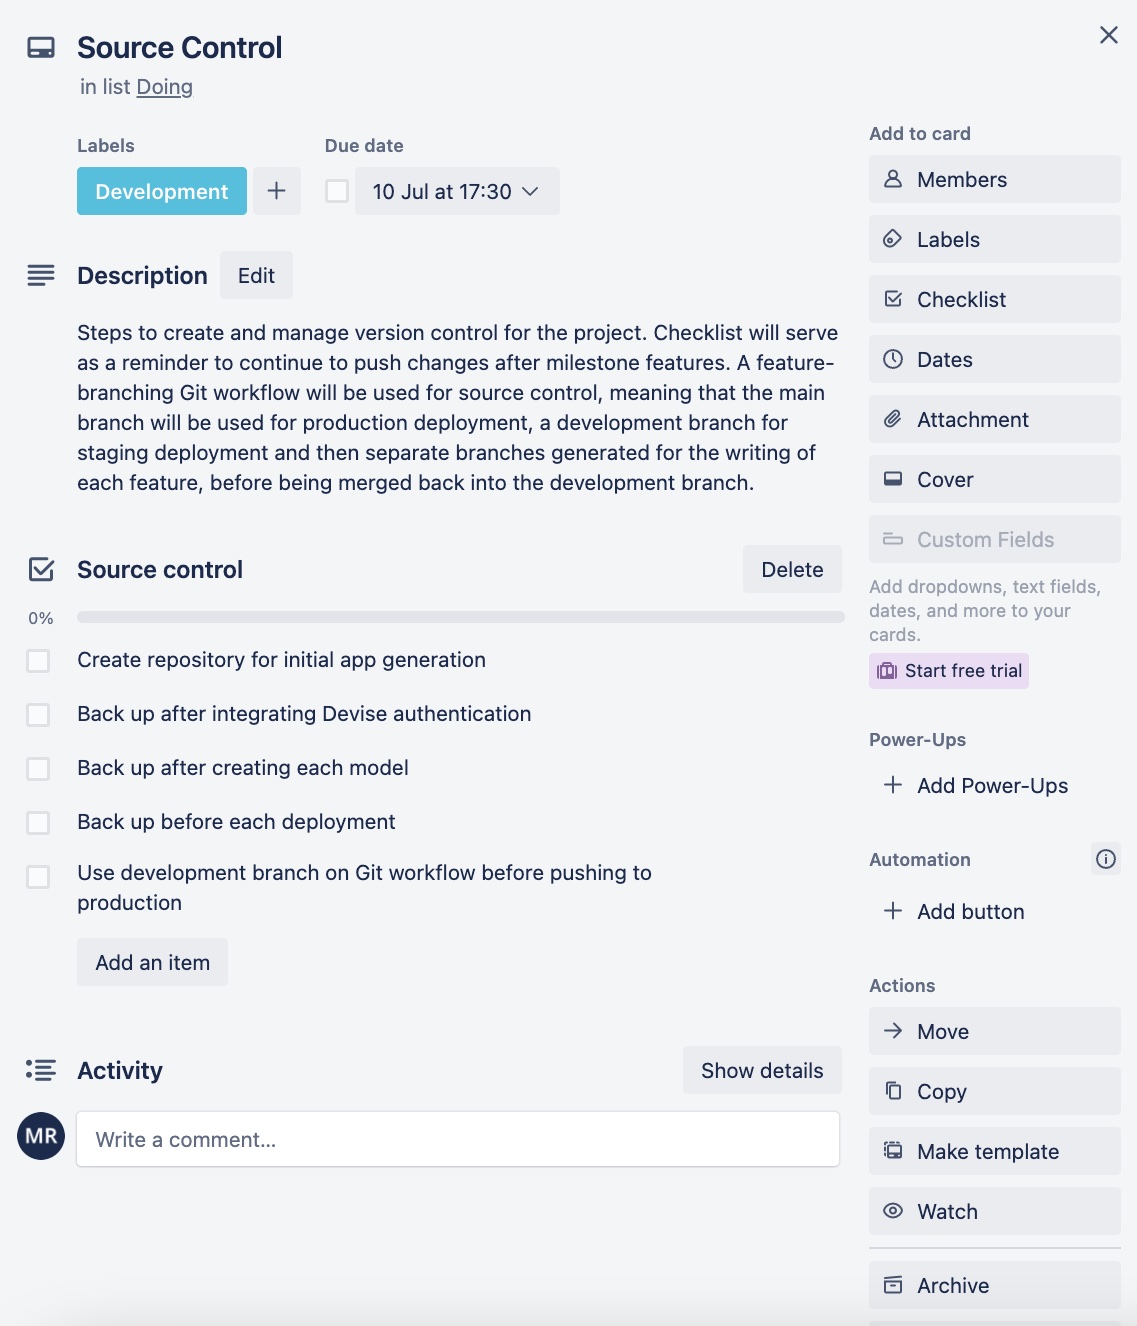 Source Control
in list Doing
Labels
Due date
Development
10 Jul at 17:30
Description
Edit
Steps to create and manage version control for the project. Checklist will serve
as a reminder to continue to push changes after milestone features. A feature-
branching Git workflow will be used for source control, meaning that the main
branch will be used for production deployment, a development branch for
staging deployment and then separate branches generated for the writing of
each feature, before being merged back into the development branch.
Source control
Delete
0%
Create repository for initial app generation
Back up after integrating Devise authentication
Back up after creating each model
Back up before each deployment
Use development branch on Git workflow before pushing to
production
Add an item
Activity
Show details
MR
Write a comment...
Add to card
Members
Labels
Checklist
Dates
Attachment
Cover
Custom Fields
Add dropdowns, text fields,
dates, and more to your
cards.
Start free trial
Power-Ups
Add Power-Ups
Automation
Add button
Actions
Move
Copy
Make template
Watch
Archive